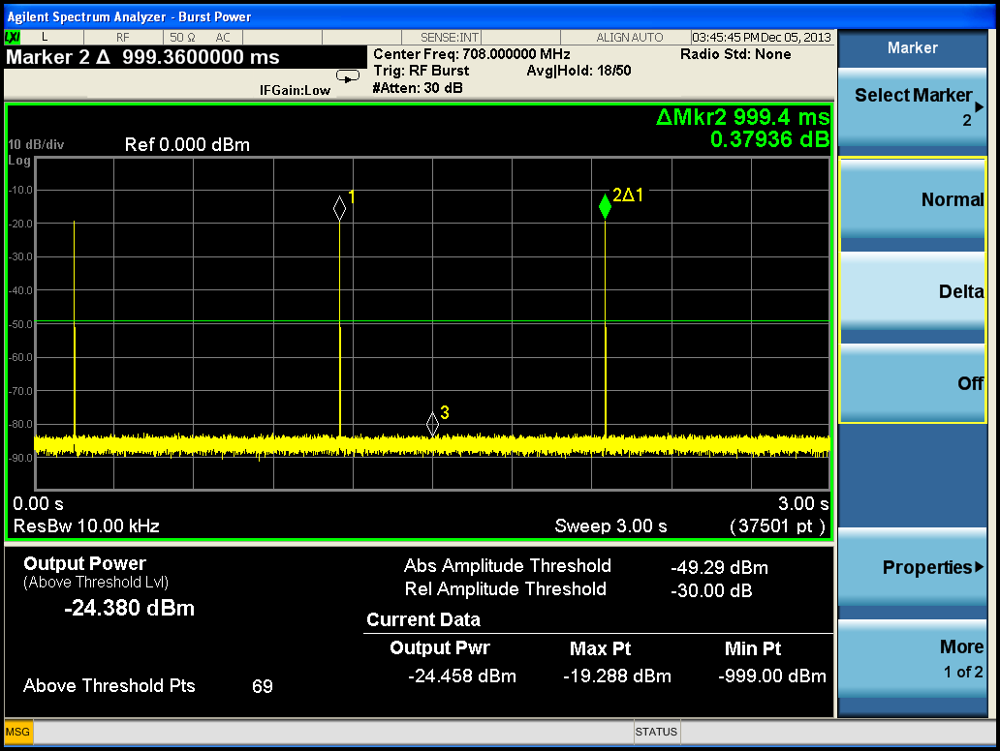 Agilent Spectrum Analyzer - Burst Power
LXI L RF 50 Ω AC SENSE:INT ALIGN AUTO 03:45:45 PM Dec 05, 2013
Marker 2 Δ 999.3600000 ms
Center Freq: 708.000000 MHz Radio Std: None
Trig: RF Burst Avg|Hold: 18/50
IFGain:Low #Atten: 30 dB
ΔMkr2 999.4 ms
0.37936 dB
10 dB/div Ref 0.000 dBm
Log
1
2Δ1
3
-10.0
-20.0
-30.0
-40.0
-50.0
-60.0
-70.0
-80.0
-90.0
0.00 s 3.00 s
ResBw 10.00 kHz Sweep 3.00 s (37501 pt )
Output Power
(Above Threshold Lvl)
-24.380 dBm
Above Threshold Pts 69
Abs Amplitude Threshold -49.29 dBm
Rel Amplitude Threshold -30.00 dB
Current Data
Output Pwr Max Pt Min Pt
-24.458 dBm -19.288 dBm -999.00 dBm
Marker
Select Marker
2
Normal
Delta
Off
Properties
More
1 of 2
MSG STATUS